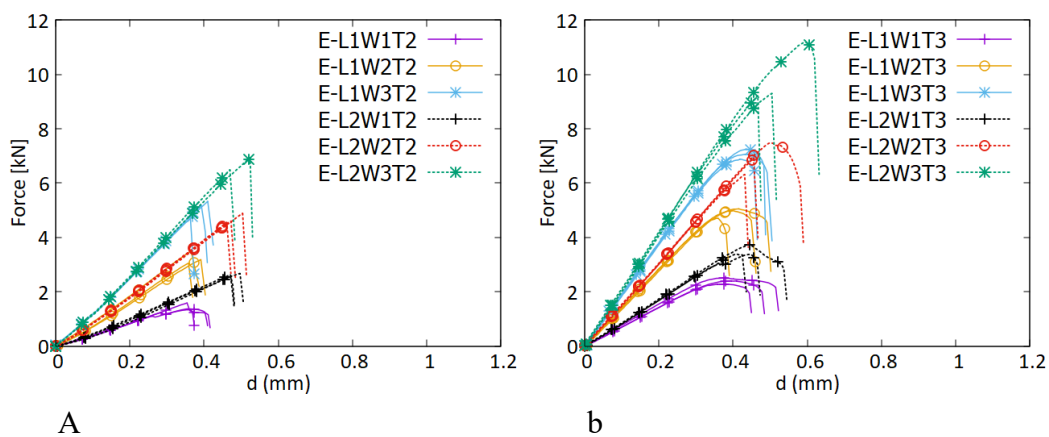 12
10
8
6
4
2
0
Force [kN]
E-L1W1T2
E-L1W2T2
E-L1W3T2
E-L2W1T2
E-L2W2T2
E-L2W3T2
0 0.2 0.4 0.6 0.8 1 1.2
d (mm)
A
12
10
8
6
4
2
0
Force [kN]
E-L1W1T3
E-L1W2T3
E-L1W3T3
E-L2W1T3
E-L2W2T3
E-L2W3T3
0 0.2 0.4 0.6 0.8 1 1.2
d (mm)
b